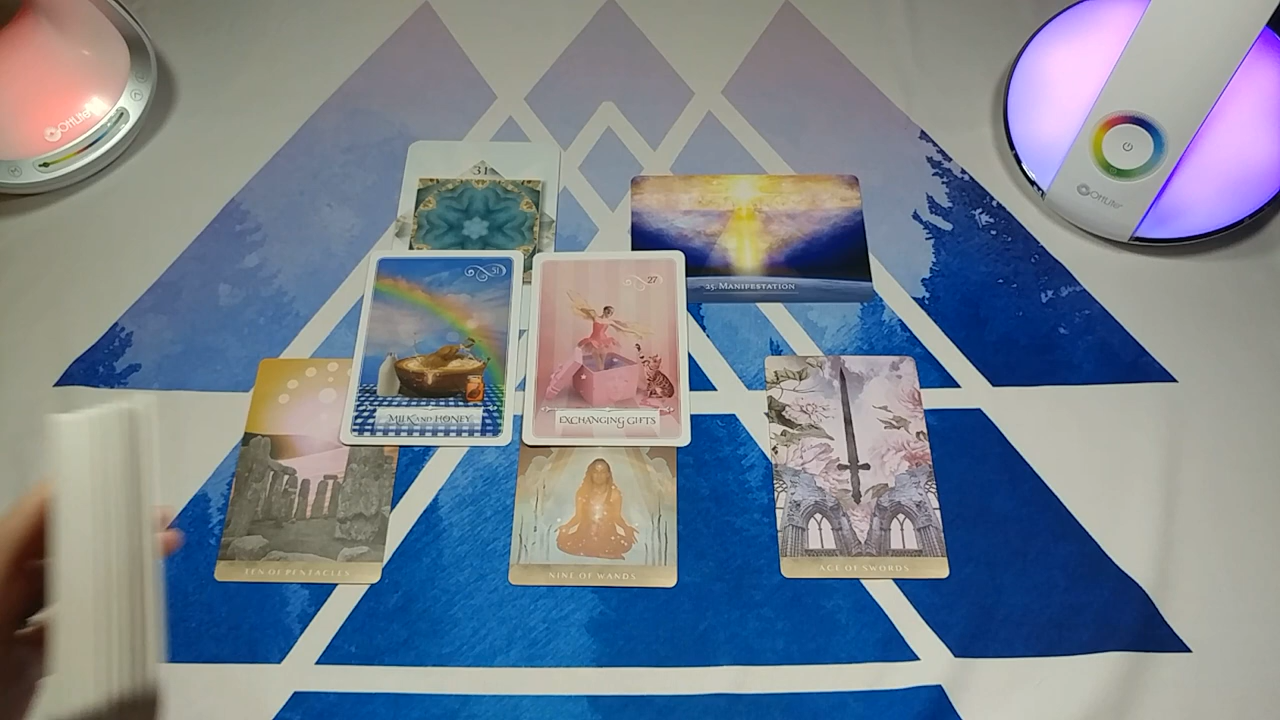 OttLite
31
25. MANIFESTATION
OttLite
51
27
MILK AND HONEY
EXCHANGING GIFTS
TEN OF PENTACLES
NINE OF WANDS
ACE OF SWORDS